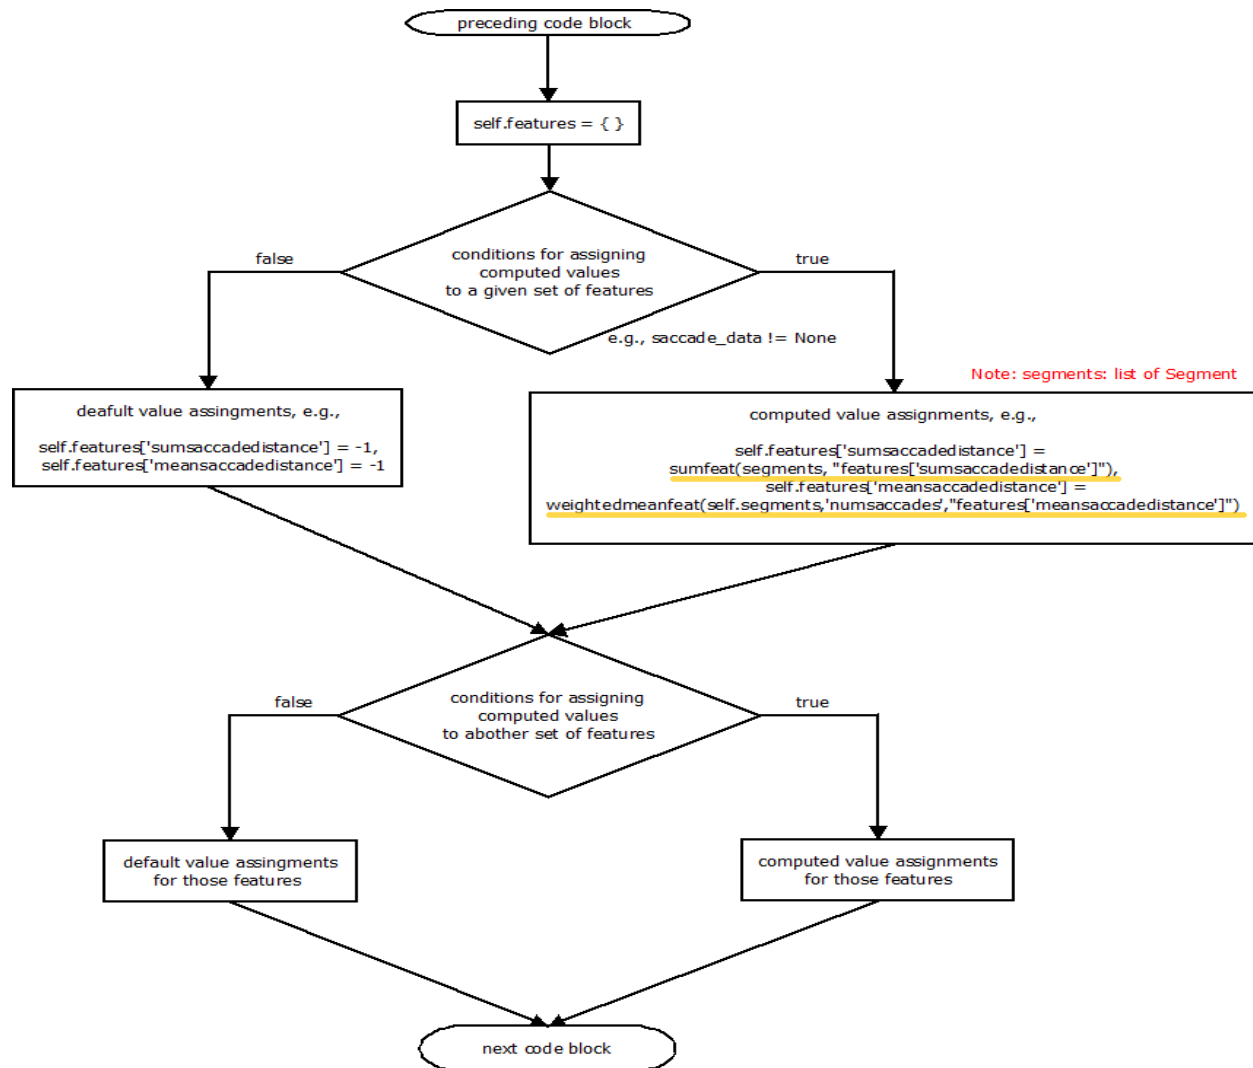 preceding code block
self.features = { }
conditions for assigning
computed values
to a given set of features
false
true
e.g., saccade_data != None
Note: segments: list of Segment
deafult value assingments, e.g.,
self.features['sumsaccadedistance'] = -1,
self.features['meansaccadedistance'] = -1
computed value assignments, e.g.,
self.features['sumsaccadedistance'] =
sumfeat(segments, "features['sumsaccadedistance']"),
self.features['meansaccadedistance'] =
weightedmeanfeat(self.segments,'numsaccades',"features['meansaccadedistance']")
conditions for assigning
computed values
to abother set of features
false
true
default value assingments
for those features
computed value assignments
for those features
next code block